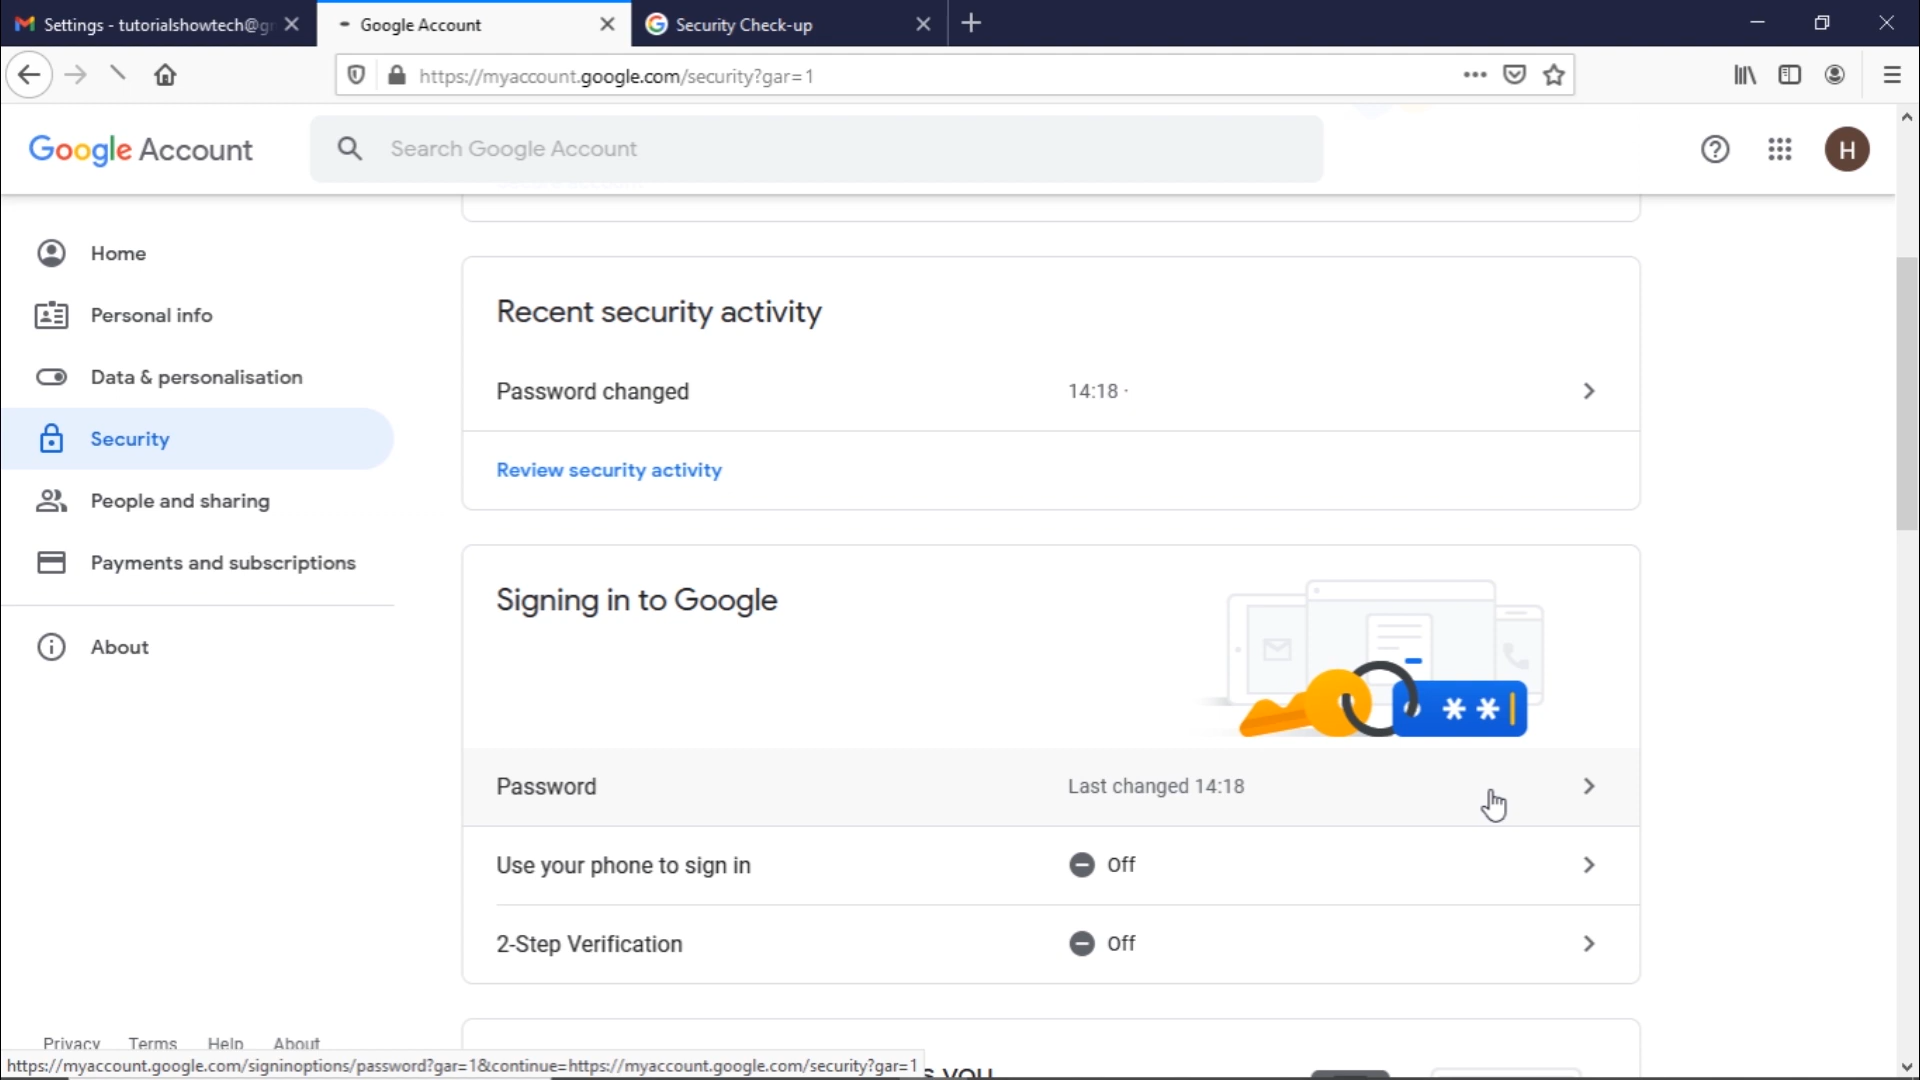 Settings - tutorialshowtech@g
Google Account
Security Check-up
https://myaccount.google.com/security?gar=1
Google Account
Search Google Account
H
Home
Personal info
Data & personalisation
Security
People and sharing
Payments and subscriptions
About
Recent security activity
Password changed
14:18 ·
Review security activity
Signing in to Google
* *
Password
Last changed 14:18
Use your phone to sign in
Off
2-Step Verification
Off
Privacy
Terms
Help
About
https://myaccount.google.com/signinoptions/password?gar=1&continue=https://myaccount.google.com/security?gar=1
you